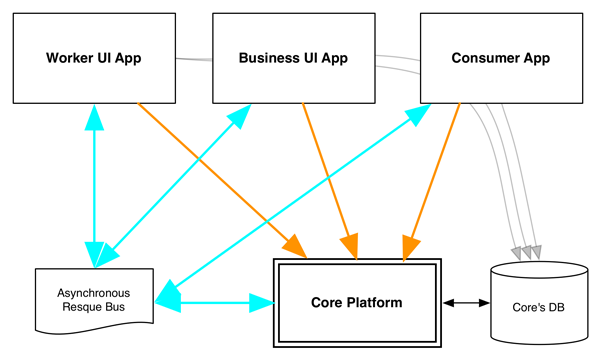 Worker UI App
Business UI App
Consumer App
Asynchronous
Resque Bus
Core Platform
Core's DB